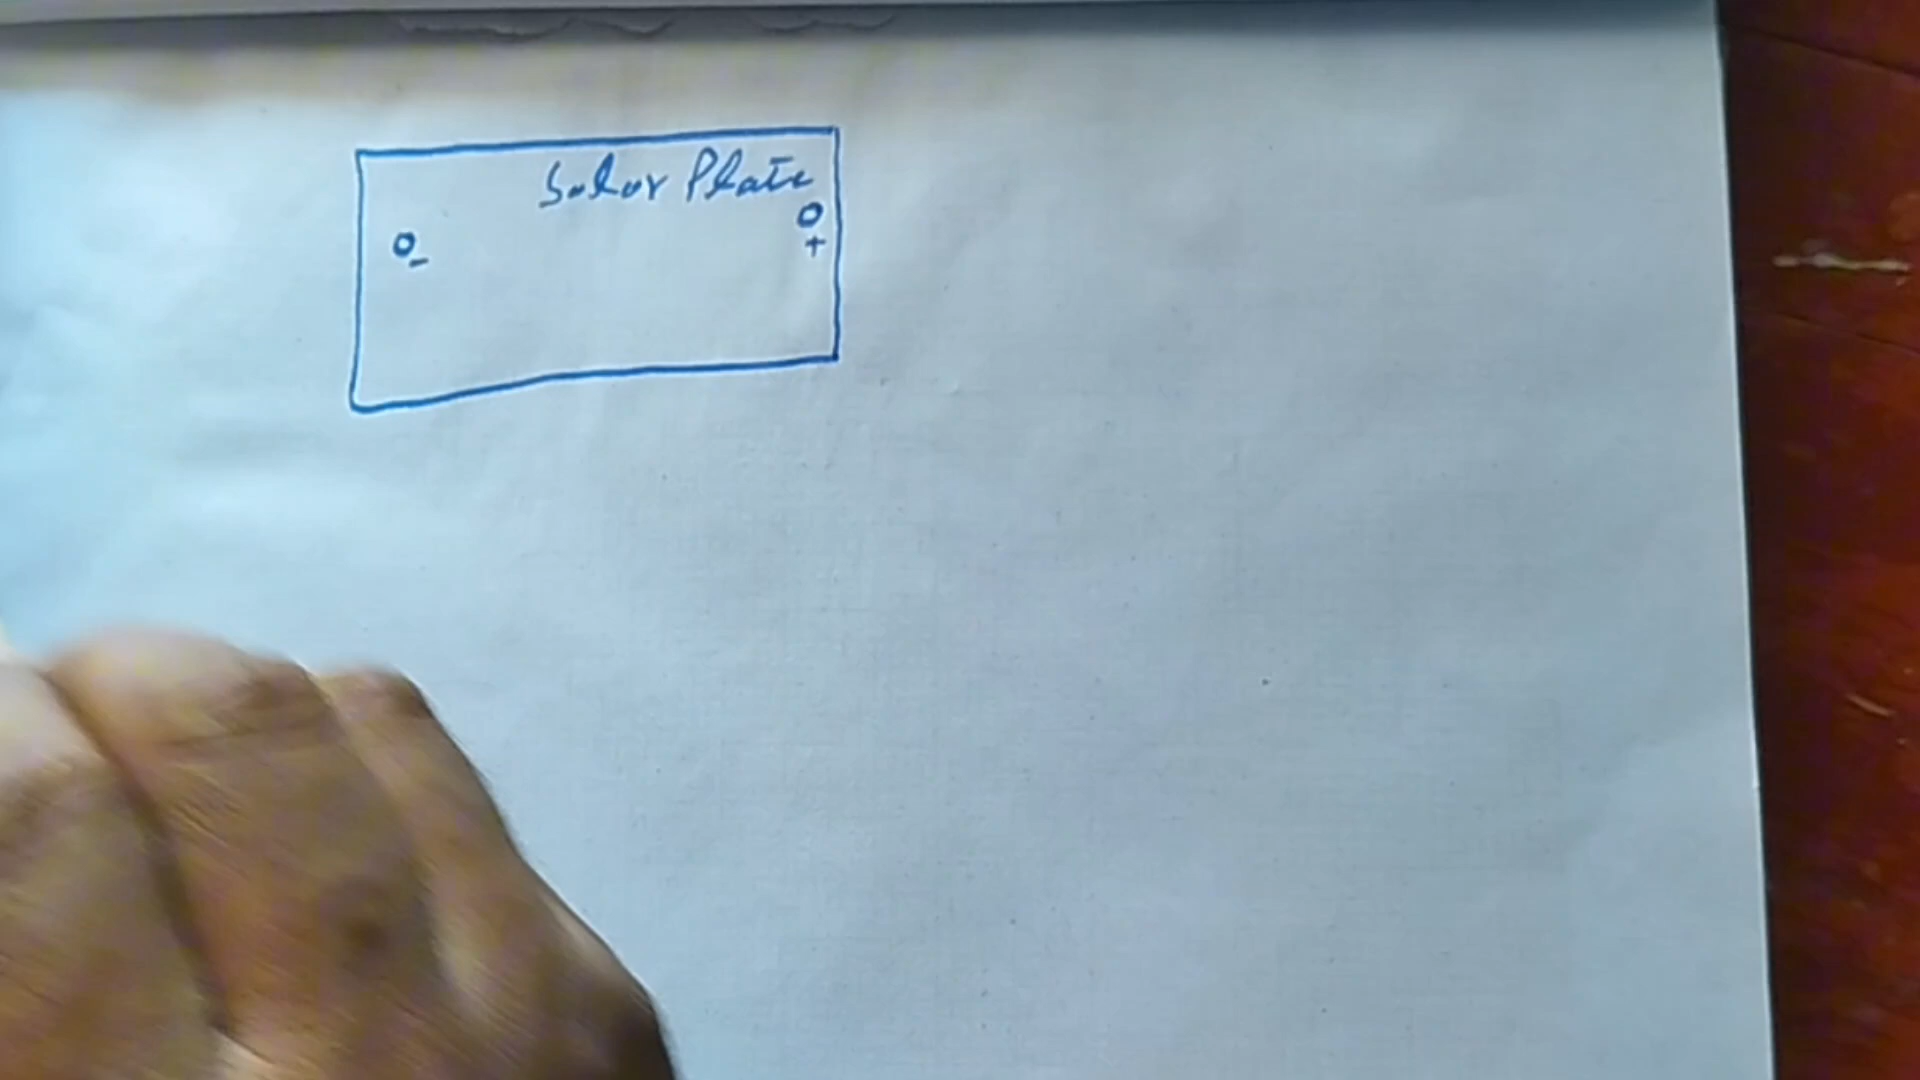 Solar Plate
o o
- +